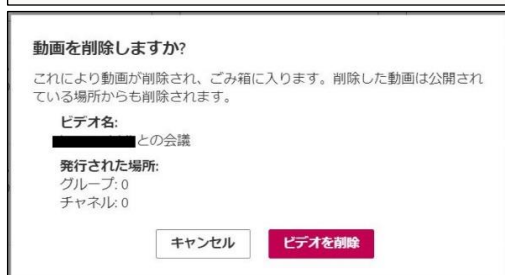 動画を削除しますか?
これにより動画が削除され、ごみ箱に入ります。削除した動画は公開され
ている場所からも削除されます。
ビデオ名:
との会議
発行された場所:
グループ: 0
チャネル: 0
キャンセル
ビデオを削除